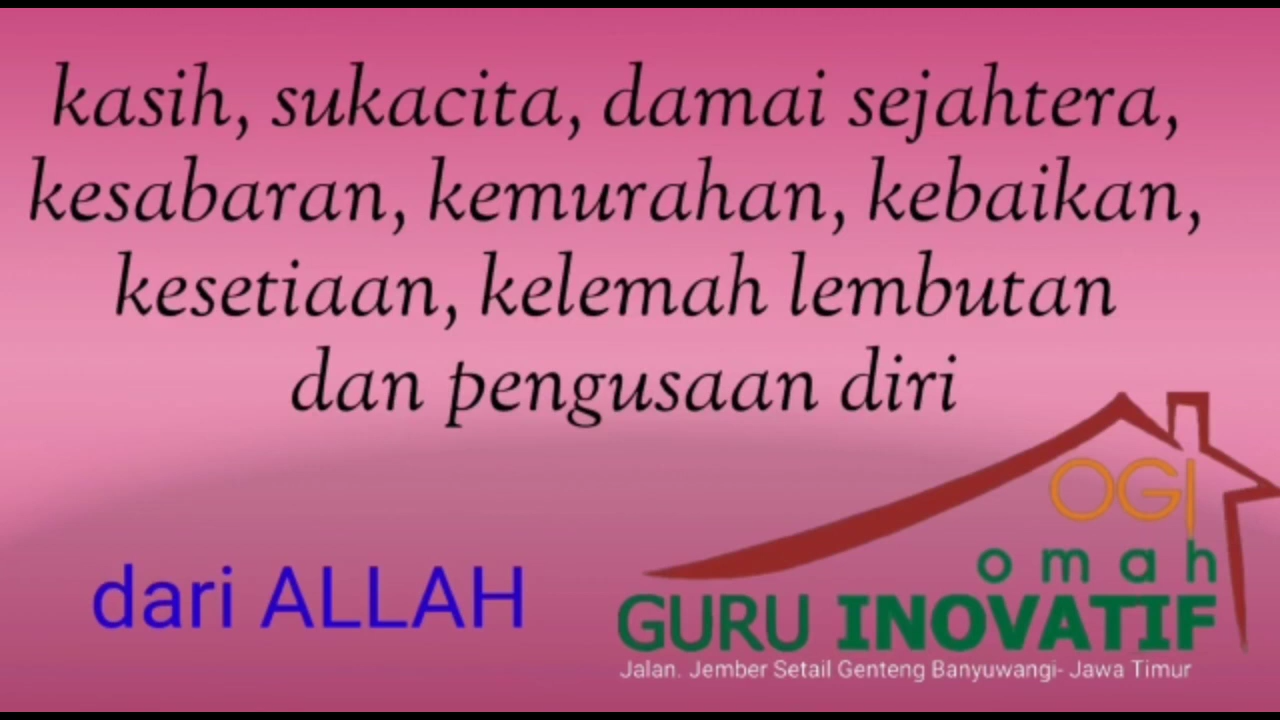 kasih, sukacita, damai sejahtera,
kesabaran, kemurahan, kebaikan,
kesetiaan, kelemah lembutan
dan pengusaan diri
dari ALLAH
OGI
omah
GURU INOVATIF
Jalan. Jember Setail Genteng Banyuwangi- Jawa Timur